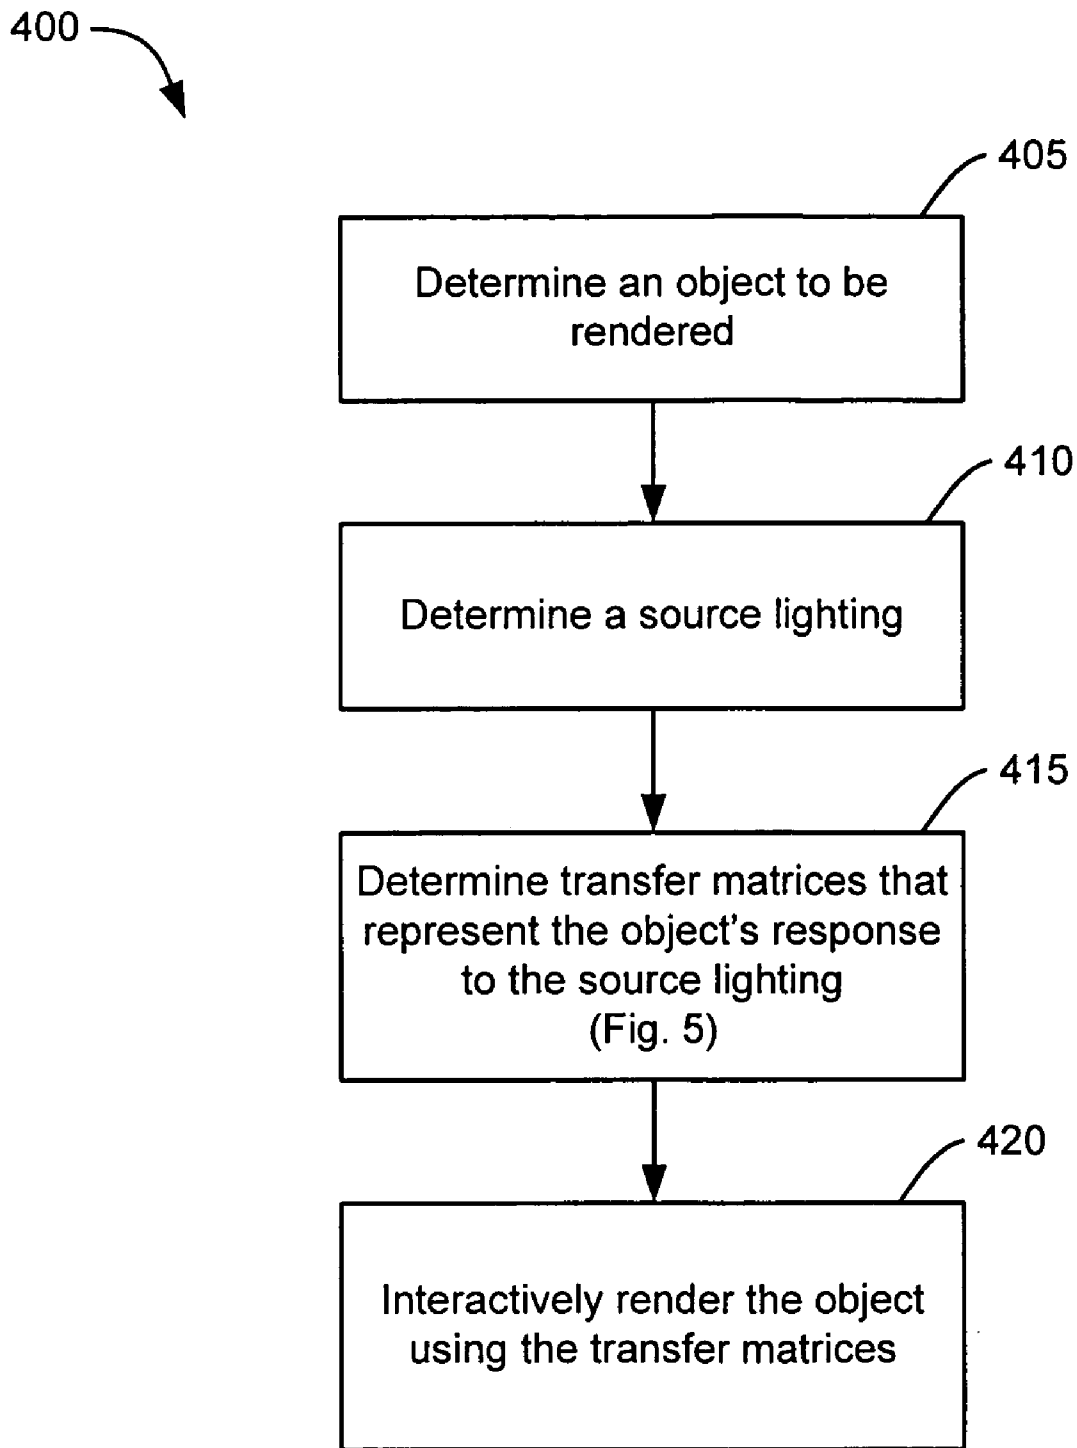 400
405
Determine an object to be
rendered
410
Determine a source lighting
415
Determine transfer matrices that
represent the object's response
to the source lighting
(Fig. 5)
420
Interactively render the object
using the transfer matrices